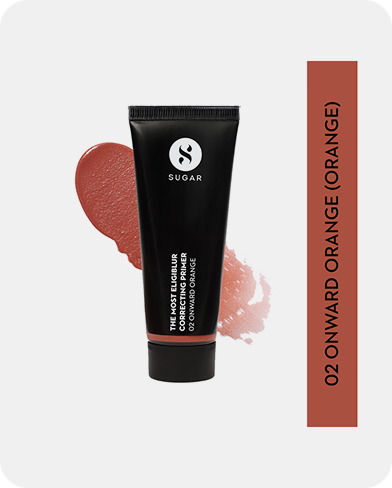 SUGAR
THE MOST ELIGIBLUR
CORRECTING PRIMER
02 ONWARD ORANGE
02 ONWARD ORANGE (ORANGE)